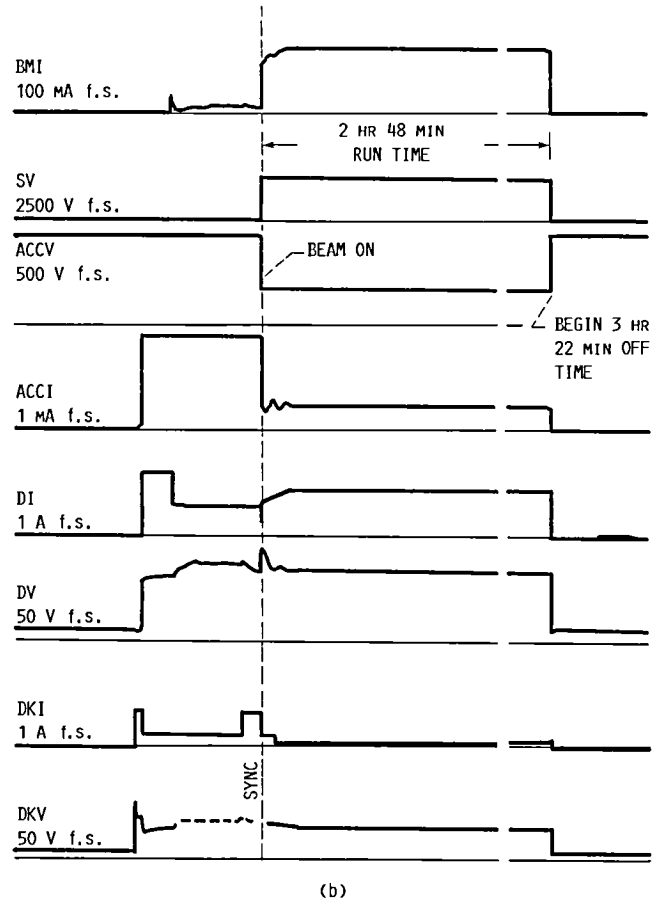 BMI
100 MA f.s.
2 HR 48 MIN
RUN TIME
SV
2500 V f.s.
ACCV
500 V f.s.
BEAM ON
BEGIN 3 HR
22 MIN OFF
TIME
ACCI
1 MA f.s.
DI
1 A f.s.
DV
50 V f.s.
DKI
1 A f.s.
SYNC
DKV
50 V f.s.
(b)